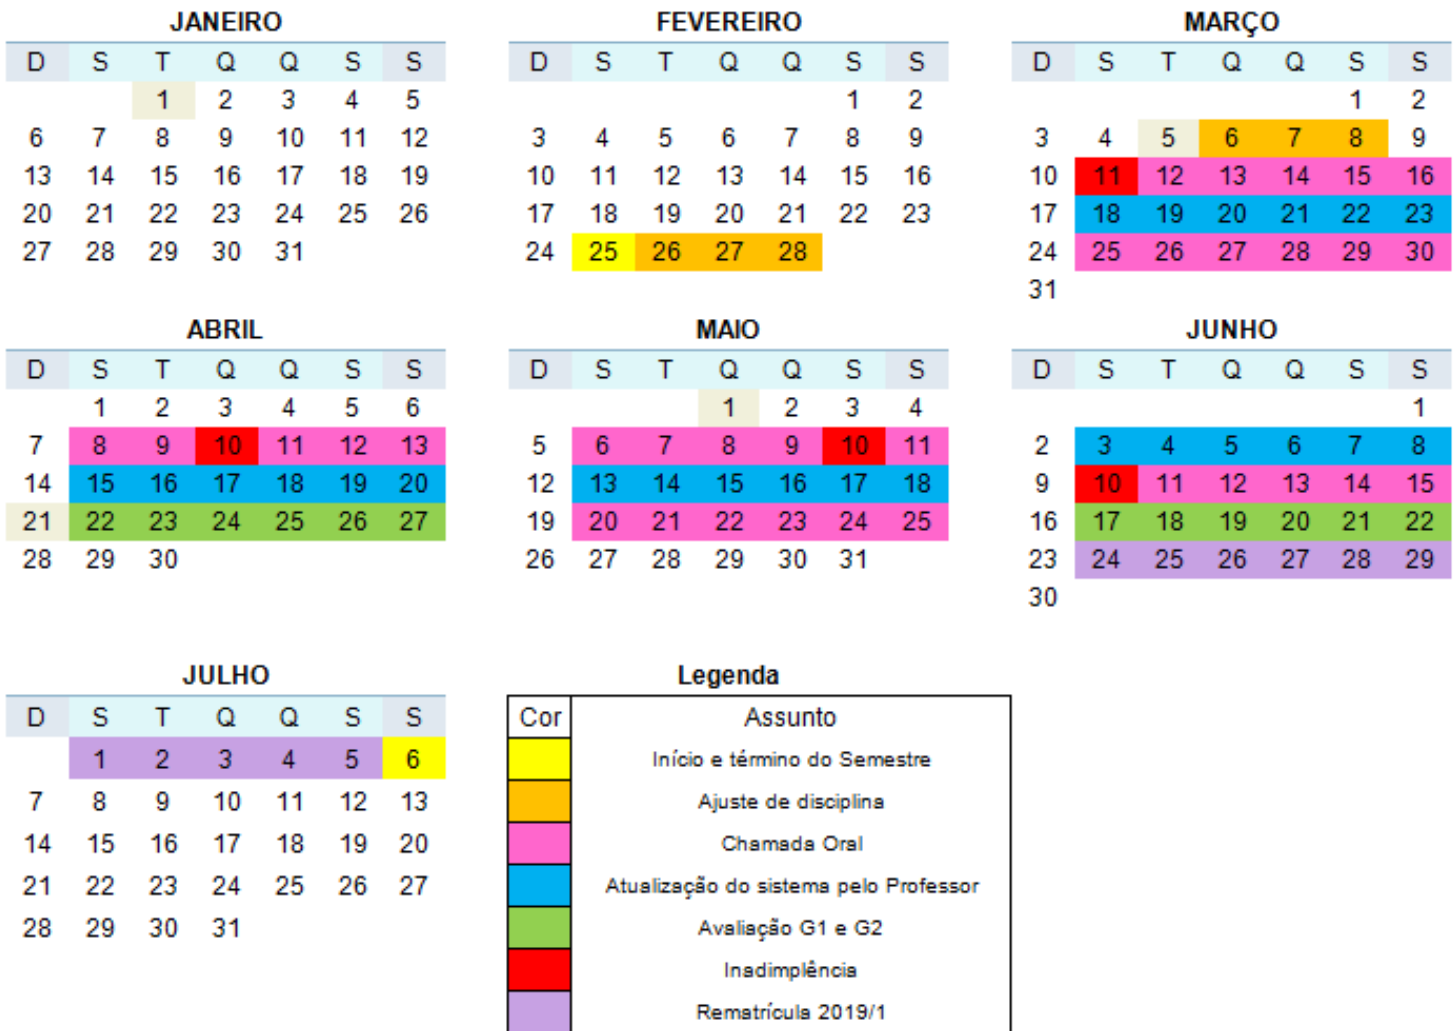 JANEIRO FEVEREIRO MARÇO
D S T Q Q S S D S T Q Q S S D S T Q Q S S
1 2 3 4 5 1 2 1 2
6 7 8 9 10 11 12 3 4 5 6 7 8 9 3 4 5 6 7 8 9
13 14 15 16 17 18 19 10 11 12 13 14 15 16 10 11 12 13 14 15 16
20 21 22 23 24 25 26 17 18 19 20 21 22 23 17 18 19 20 21 22 23
27 28 29 30 31 24 25 26 27 28 24 25 26 27 28 29 30
31
ABRIL MAIO JUNHO
D S T Q Q S S D S T Q Q S S D S T Q Q S S
1 2 3 4 5 6 1 2 3 4 1
7 8 9 10 11 12 13 5 6 7 8 9 10 11 2 3 4 5 6 7 8
14 15 16 17 18 19 20 12 13 14 15 16 17 18 9 10 11 12 13 14 15
21 22 23 24 25 26 27 19 20 21 22 23 24 25 16 17 18 19 20 21 22
28 29 30 26 27 28 29 30 31 23 24 25 26 27 28 29
30
JULHO
D S T Q Q S S
1 2 3 4 5 6
7 8 9 10 11 12 13
14 15 16 17 18 19 20
21 22 23 24 25 26 27
28 29 30 31
Legenda
Cor Assunto
Início e término do Semestre
Ajuste de disciplina
Chamada Oral
Atualização do sistema pelo Professor
Avaliação G1 e G2
Inadimplência
Rematrícula 2019/1